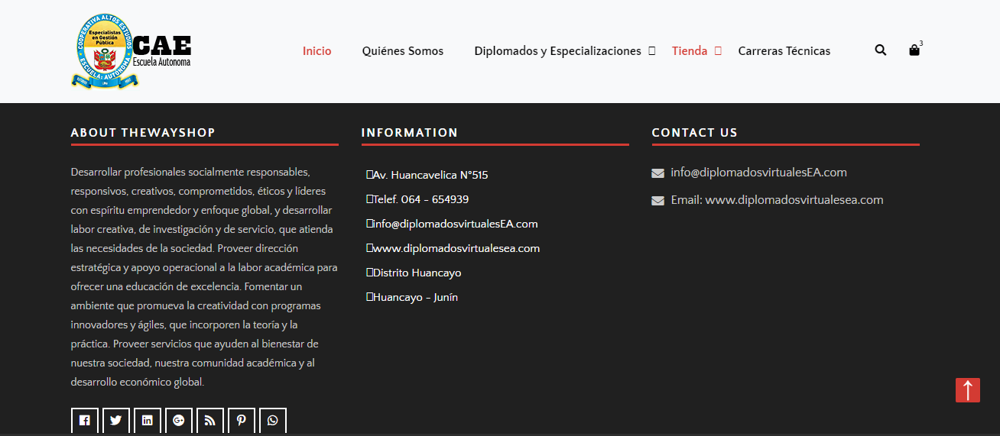 COOPERATIVA ALTOS ESTUDIOS
Especialistas
en Gestión
Pública
ESCUELA AUTONOMA
CAE
Escuela Autonoma
Inicio
Quiénes Somos
Diplomados y Especializaciones
Tienda
Carreras Técnicas
3
ABOUT THEWAYSHOP
Desarrollar profesionales socialmente responsables,
responsivos, creativos, comprometidos, éticos y líderes
con espíritu emprendedor y enfoque global, y desarrollar
labor creativa, de investigación y de servicio, que atienda
las necesidades de la sociedad. Proveer dirección
estratégica y apoyo operacional a la labor académica para
ofrecer una educación de excelencia. Fomentar un
ambiente que promueva la creatividad con programas
innovadores y ágiles, que incorporen la teoría y la
práctica. Proveer servicios que ayuden al bienestar de
nuestra sociedad, nuestra comunidad académica y al
desarrollo económico global.
INFORMATION
Av. Huancavelica N°515
Telef. 064 - 654939
info@diplomadosvirtualesEA.com
www.diplomadosvirtualesea.com
Distrito Huancayo
Huancayo - Junín
CONTACT US
info@diplomadosvirtualesEA.com
Email: www.diplomadosvirtualesea.com